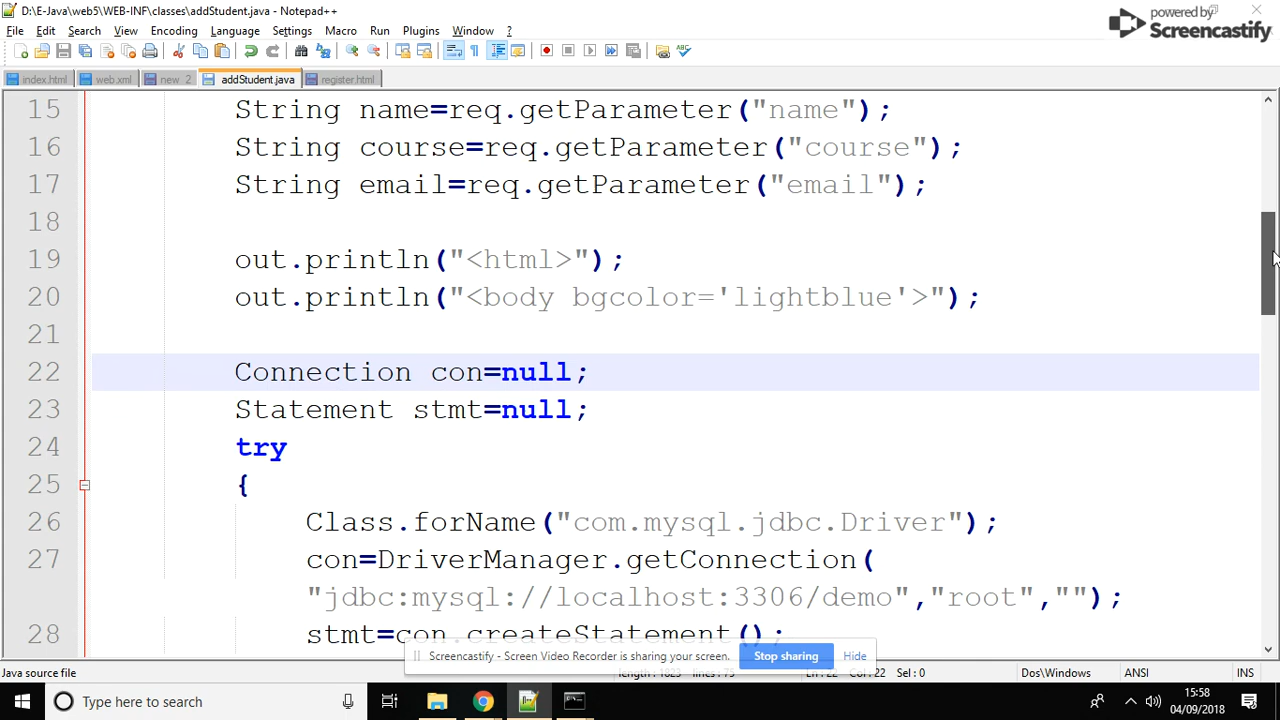 D:\E-Java\web5\WEB-INF\classes\addStudent.java - Notepad++
powered by
Screencastify
File Edit Search View Encoding Language Settings Macro Run Plugins Window ?
index.html web.xml new 2 addStudent.java register.html
15 String name=req.getParameter("name");
16 String course=req.getParameter("course");
17 String email=req.getParameter("email");
18
19 out.println("<html>");
20 out.println("<body bgcolor='lightblue'>");
21
22 Connection con=null;
23 Statement stmt=null;
24 try
25 {
26 Class.forName("com.mysql.jdbc.Driver");
27 con=DriverManager.getConnection(
"jdbc:mysql://localhost:3306/demo","root","");
28 stmt=con.createStatement();
Screencastify - Screen Video Recorder is sharing your screen. Stop sharing Hide
Java source file Ln:22 Col:22 Sel:0 Dos\Windows ANSI INS
Type here to search
15:58
04/09/2018